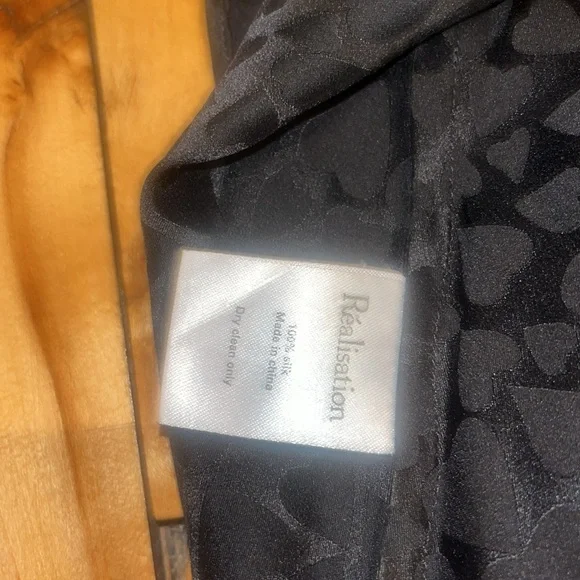 Réalisation
100% silk
Made in china
Dry clean only